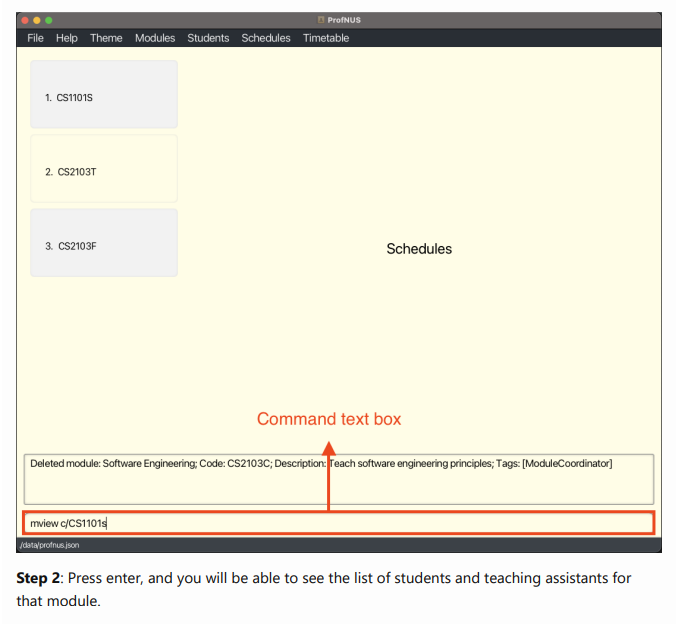 ProfNUS
File Help Theme Modules Students Schedules Timetable
1. CS1101S
2. CS2103T
3. CS2103F
Schedules
Command text box
Deleted module: Software Engineering; Code: CS2103C; Description: Teach software engineering principles; Tags: [ModuleCoordinator]
mview c/CS1101s
/data/profnus.json
Step 2: Press enter, and you will be able to see the list of students and teaching assistants for
that module.